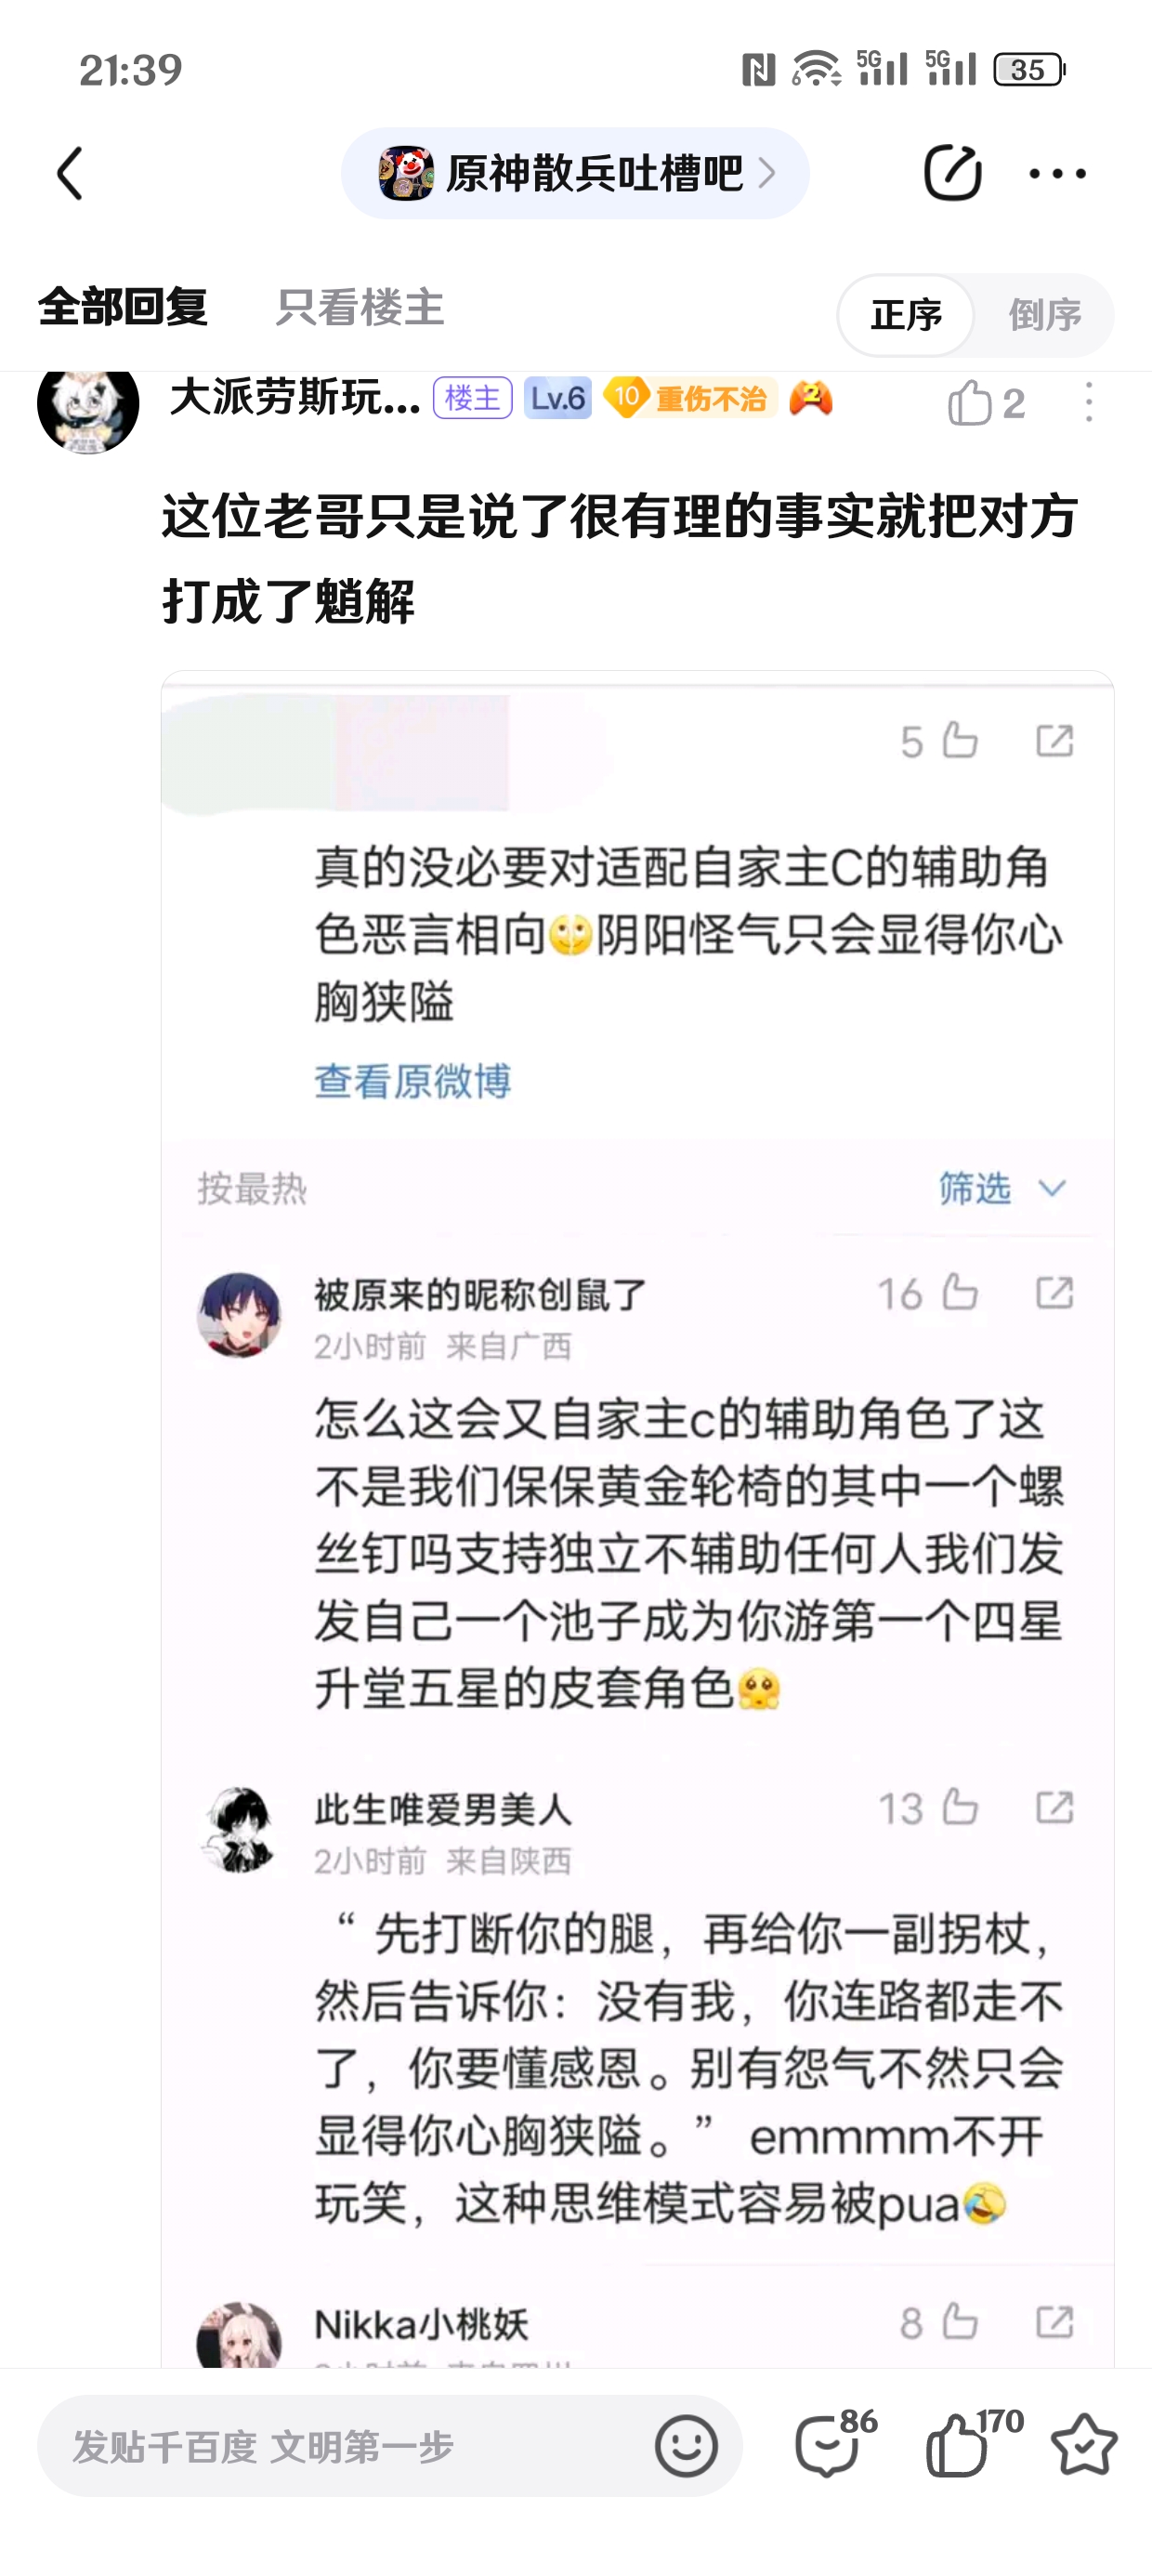 21:39
5G 5G 35
原神散兵吐槽吧
全部回复 只看楼主 正序 倒序
大派劳斯玩... 楼主 Lv.6 10 重伤不治 2 2
这位老哥只是说了很有理的事实就把对方
打成了魈解
5
真的没必要对适配自家主C的辅助角
色恶言相向🙂阴阳怪气只会显得你心
胸狭隘
查看原微博
按最热 筛选
被原来的昵称创鼠了 16
2小时前 来自广西
怎么这会又自家主c的辅助角色了这
不是我们保保黄金轮椅的其中一个螺
丝钉吗支持独立不辅助任何人我们发
发自己一个池子成为你游第一个四星
升堂五星的皮套角色🥺
此生唯爱男美人 13
2小时前 来自陕西
“ 先打断你的腿，再给你一副拐杖，
然后告诉你：没有我，你连路都走不
了，你要懂感恩。别有怨气不然只会
显得你心胸狭隘。” emmmm不开
玩笑，这种思维模式容易被pua🤣
Nikka小桃妖 8
发贴千百度 文明第一步 86 170